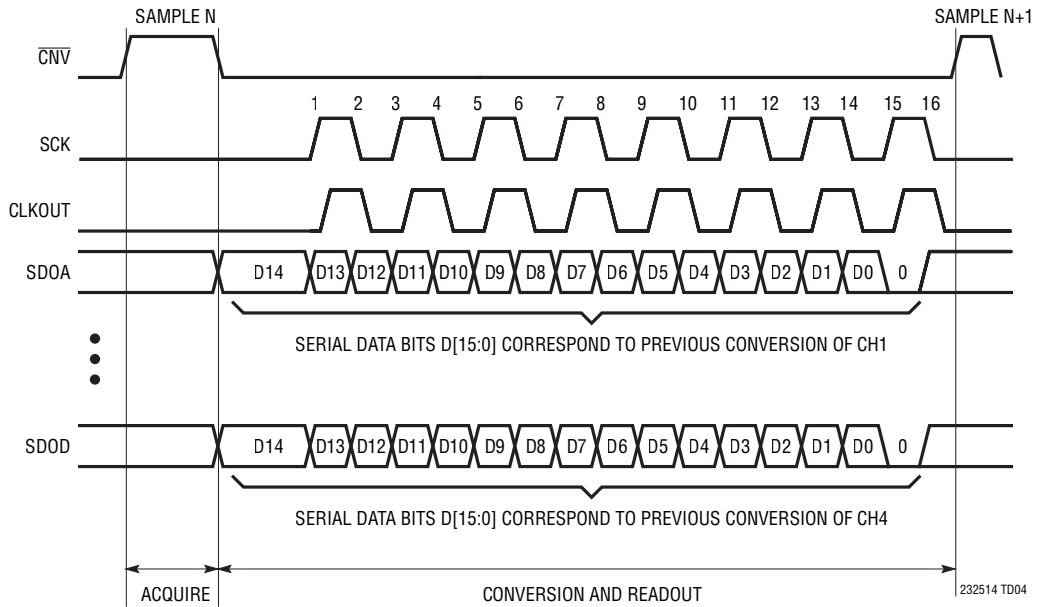 SAMPLE N SAMPLE N+1
CNV
1 2 3 4 5 6 7 8 9 10 11 12 13 14 15 16
SCK
CLKOUT
SDOA D14 D13 D12 D11 D10 D9 D8 D7 D6 D5 D4 D3 D2 D1 D0 0
SERIAL DATA BITS D[15:0] CORRESPOND TO PREVIOUS CONVERSION OF CH1
SDOD D14 D13 D12 D11 D10 D9 D8 D7 D6 D5 D4 D3 D2 D1 D0 0
SERIAL DATA BITS D[15:0] CORRESPOND TO PREVIOUS CONVERSION OF CH4
ACQUIRE CONVERSION AND READOUT 232514 TD04